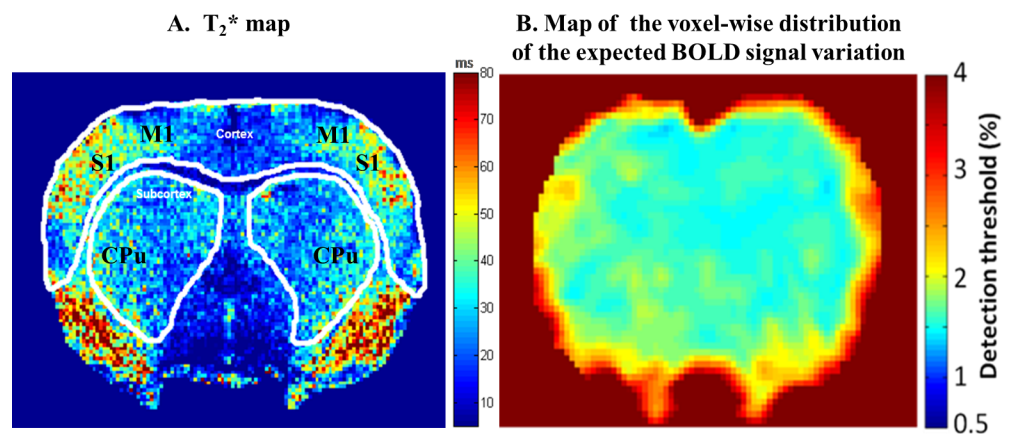 A. T2* map
B. Map of the voxel-wise distribution
of the expected BOLD signal variation
ms
80
70
60
50
40
30
20
10
M1
Cortex
M1
S1
S1
Subcortex
CPu
CPu
4
3
2
1
0.5
Detection threshold (%)